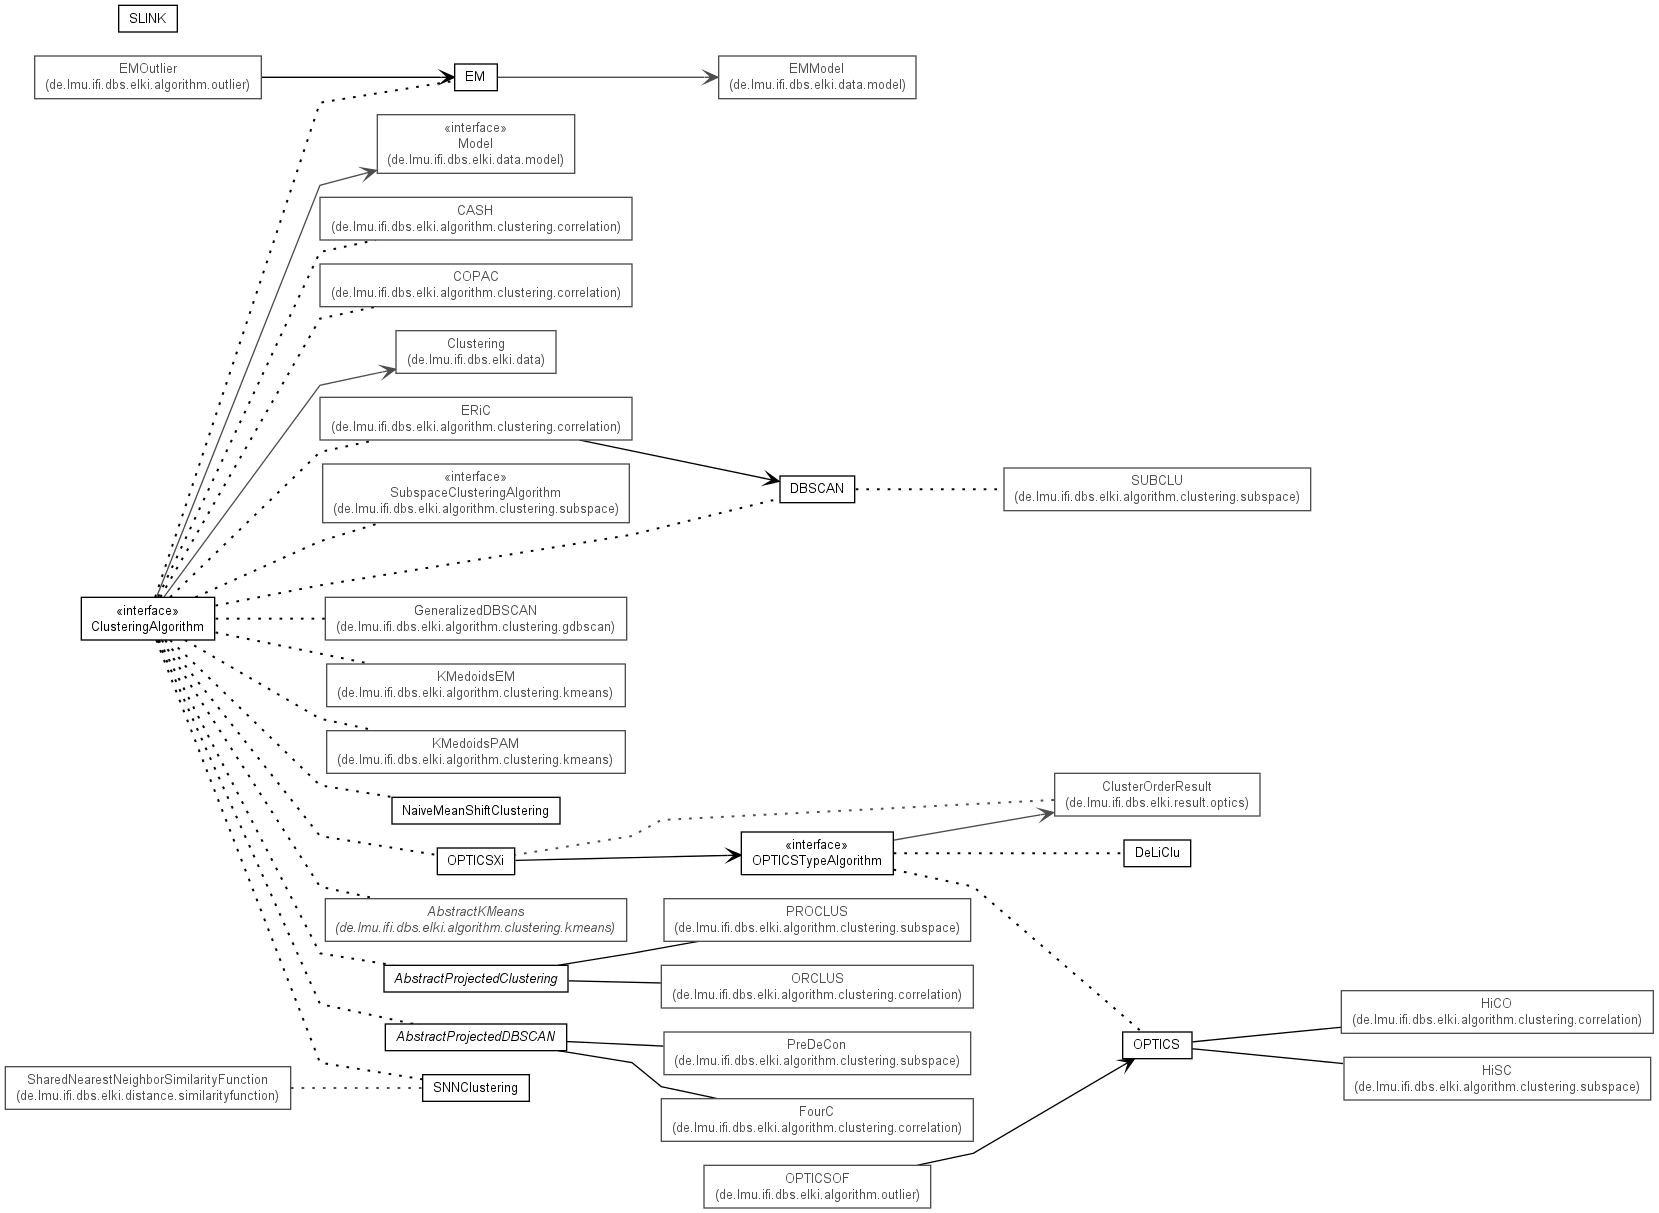 SLINK
EMOutlier
(de.lmu.ifi.dbs.elki.algorithm.outlier)
EM
EMModel
(de.lmu.ifi.dbs.elki.data.model)
«interface»
Model
(de.lmu.ifi.dbs.elki.data.model)
CASH
(de.lmu.ifi.dbs.elki.algorithm.clustering.correlation)
COPAC
(de.lmu.ifi.dbs.elki.algorithm.clustering.correlation)
Clustering
(de.lmu.ifi.dbs.elki.data)
ERiC
(de.lmu.ifi.dbs.elki.algorithm.clustering.correlation)
«interface»
SubspaceClusteringAlgorithm
(de.lmu.ifi.dbs.elki.algorithm.clustering.subspace)
DBSCAN
SUBCLU
(de.lmu.ifi.dbs.elki.algorithm.clustering.subspace)
«interface»
ClusteringAlgorithm
GeneralizedDBSCAN
(de.lmu.ifi.dbs.elki.algorithm.clustering.gdbscan)
KMedoidsEM
(de.lmu.ifi.dbs.elki.algorithm.clustering.kmeans)
KMedoidsPAM
(de.lmu.ifi.dbs.elki.algorithm.clustering.kmeans)
NaiveMeanShiftClustering
ClusterOrderResult
(de.lmu.ifi.dbs.elki.result.optics)
OPTICSXi
«interface»
OPTICSTypeAlgorithm
DeLiClu
AbstractKMeans
(de.lmu.ifi.dbs.elki.algorithm.clustering.kmeans)
PROCLUS
(de.lmu.ifi.dbs.elki.algorithm.clustering.subspace)
AbstractProjectedClustering
ORCLUS
(de.lmu.ifi.dbs.elki.algorithm.clustering.correlation)
AbstractProjectedDBSCAN
PreDeCon
(de.lmu.ifi.dbs.elki.algorithm.clustering.subspace)
OPTICS
HiCO
(de.lmu.ifi.dbs.elki.algorithm.clustering.correlation)
HiSC
(de.lmu.ifi.dbs.elki.algorithm.clustering.subspace)
SharedNearestNeighborSimilarityFunction
(de.lmu.ifi.dbs.elki.distance.similarityfunction)
SNNClustering
FourC
(de.lmu.ifi.dbs.elki.algorithm.clustering.correlation)
OPTICSOF
(de.lmu.ifi.dbs.elki.algorithm.outlier)